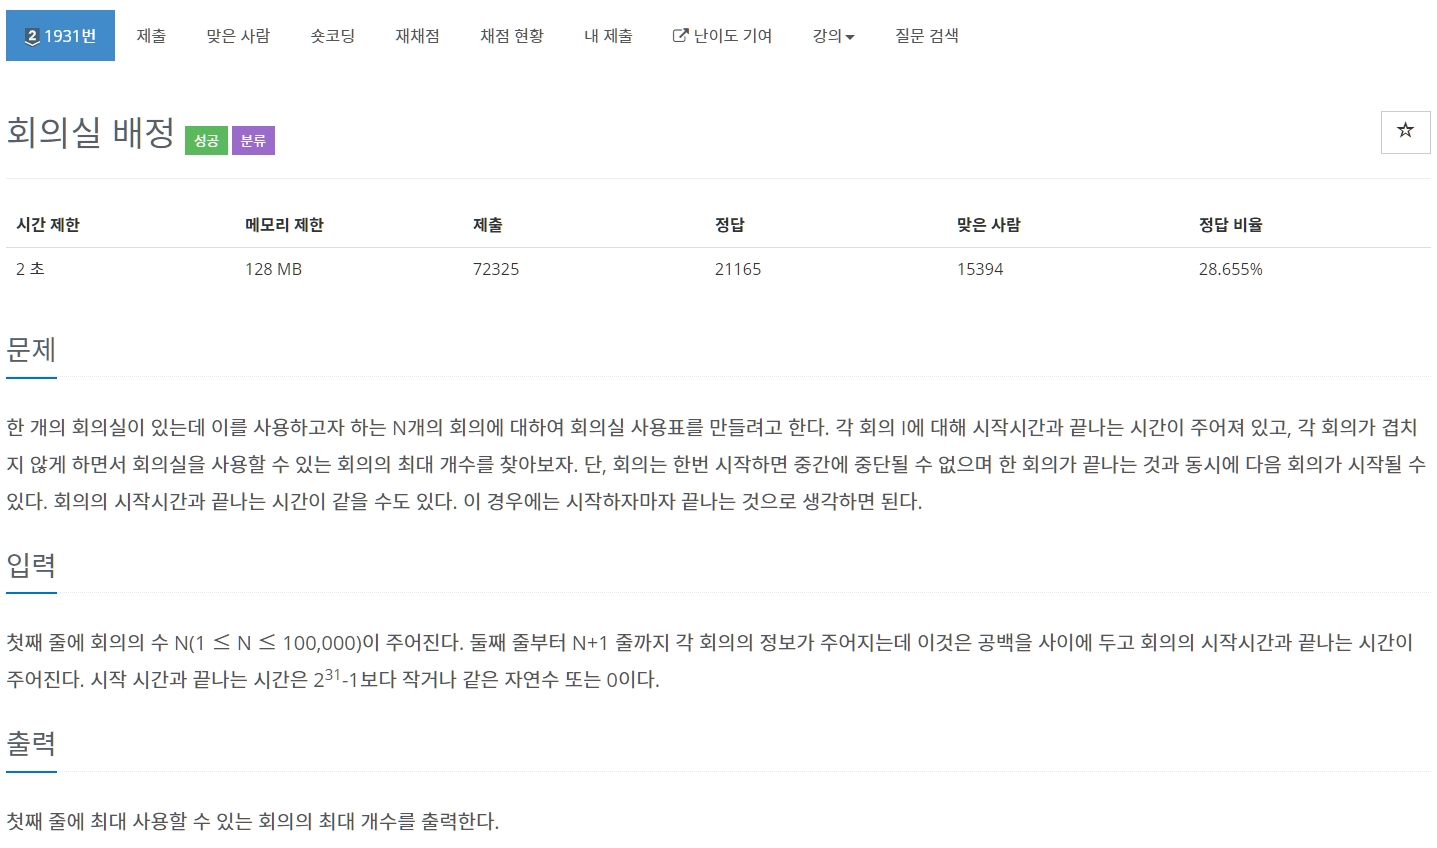 2 1931번 제출 맞은 사람 숏코딩 재채점 채점 현황 내 제출 난이도 기여 강의 질문 검색
회의실 배정 성공 분류
시간 제한 메모리 제한 제출 정답 맞은 사람 정답 비율
2 초 128 MB 72325 21165 15394 28.655%
문제
한 개의 회의실이 있는데 이를 사용하고자 하는 N개의 회의에 대하여 회의실 사용표를 만들려고 한다. 각 회의 I에 대해 시작시간과 끝나는 시간이 주어져 있고, 각 회의가 겹치
지 않게 하면서 회의실을 사용할 수 있는 회의의 최대 개수를 찾아보자. 단, 회의는 한번 시작하면 중간에 중단될 수 없으며 한 회의가 끝나는 것과 동시에 다음 회의가 시작될 수
있다. 회의의 시작시간과 끝나는 시간이 같을 수도 있다. 이 경우에는 시작하자마자 끝나는 것으로 생각하면 된다.
입력
첫째 줄에 회의의 수 N(1 ≤ N ≤ 100,000)이 주어진다. 둘째 줄부터 N+1 줄까지 각 회의의 정보가 주어지는데 이것은 공백을 사이에 두고 회의의 시작시간과 끝나는 시간이
주어진다. 시작 시간과 끝나는 시간은 2³¹-1보다 작거나 같은 자연수 또는 0이다.
출력
첫째 줄에 최대 사용할 수 있는 회의의 최대 개수를 출력한다.